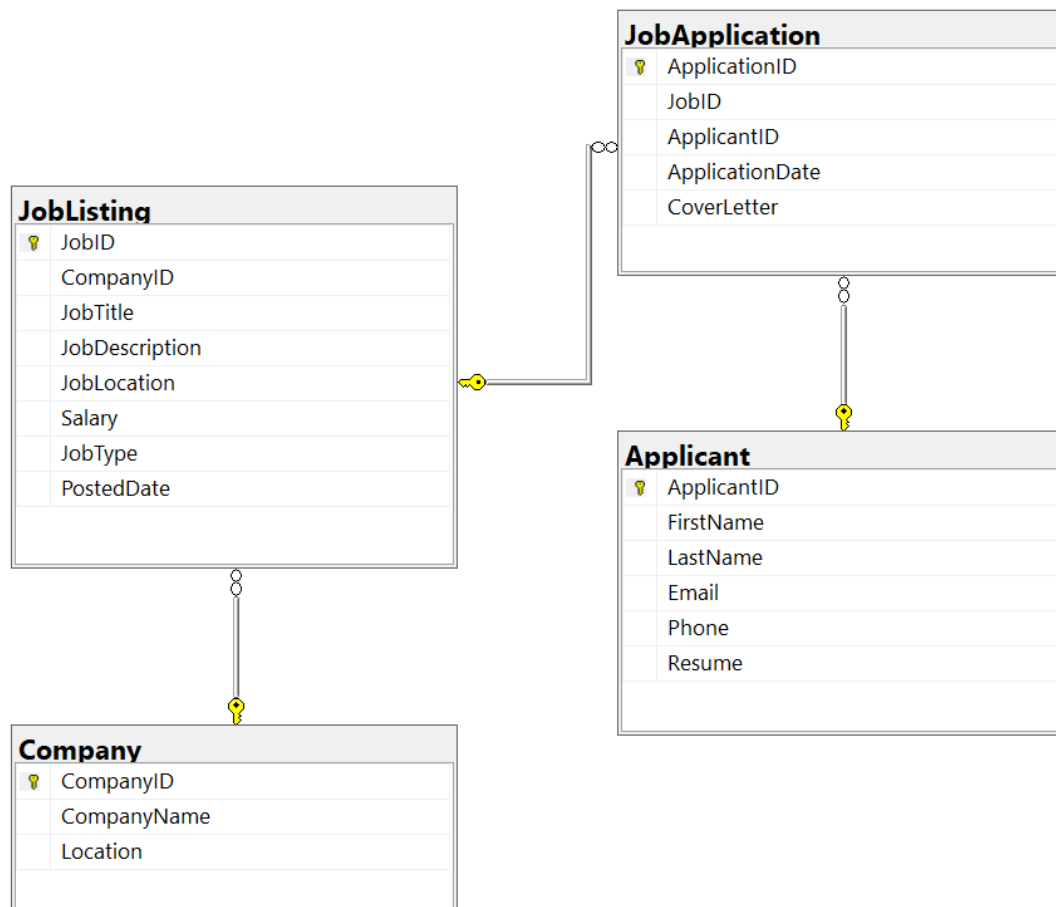 JobApplication
ApplicationID
JobID
ApplicantID
ApplicationDate
CoverLetter
JobListing
JobID
CompanyID
JobTitle
JobDescription
JobLocation
Salary
JobType
PostedDate
Applicant
ApplicantID
FirstName
LastName
Email
Phone
Resume
Company
CompanyID
CompanyName
Location